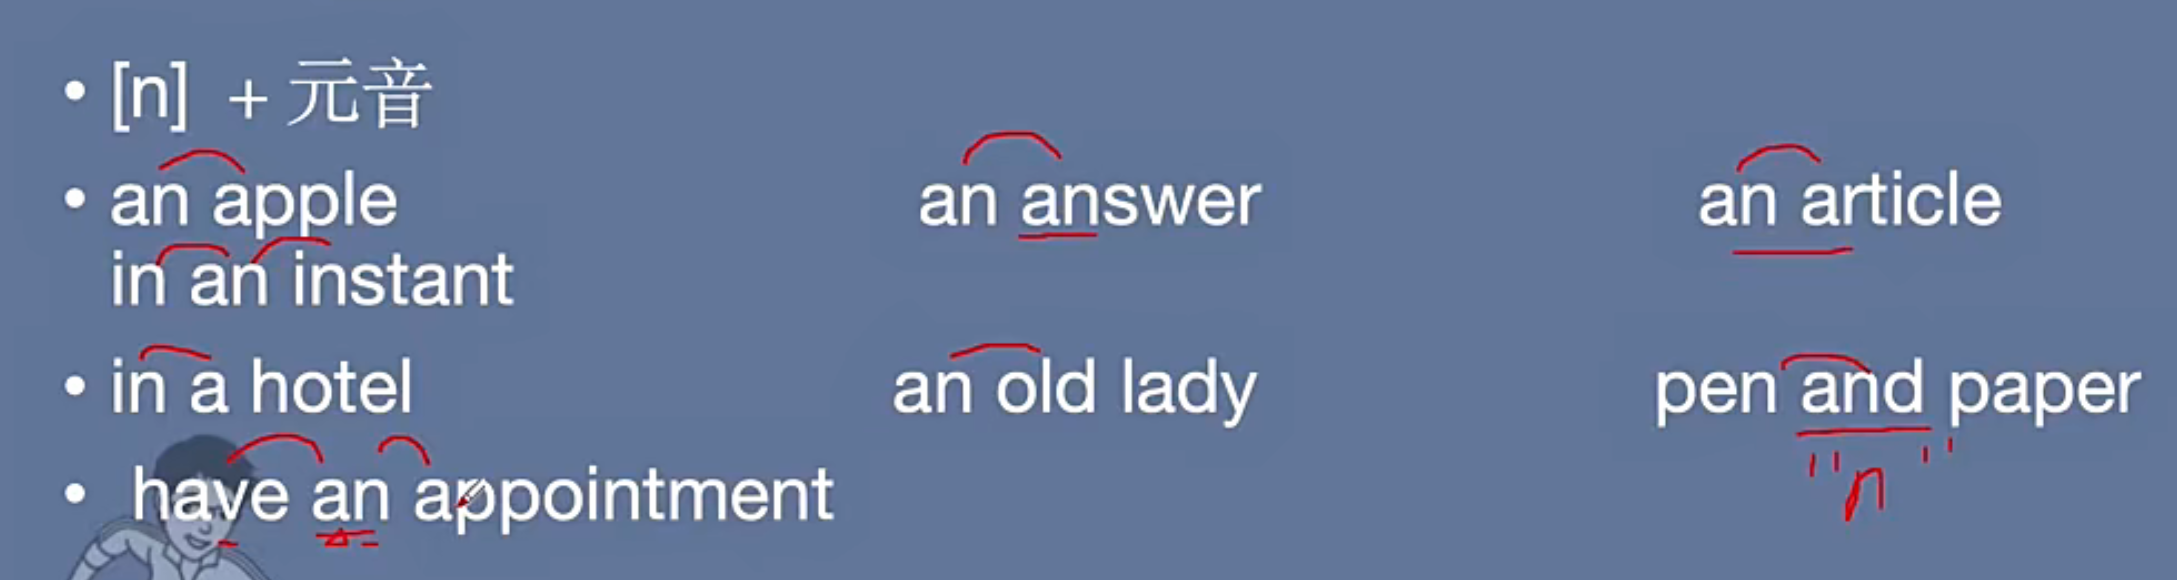 • [n] + 元音
• an apple an answer an article
in an instant
• in a hotel an old lady pen and paper
"n"
• have an appointment